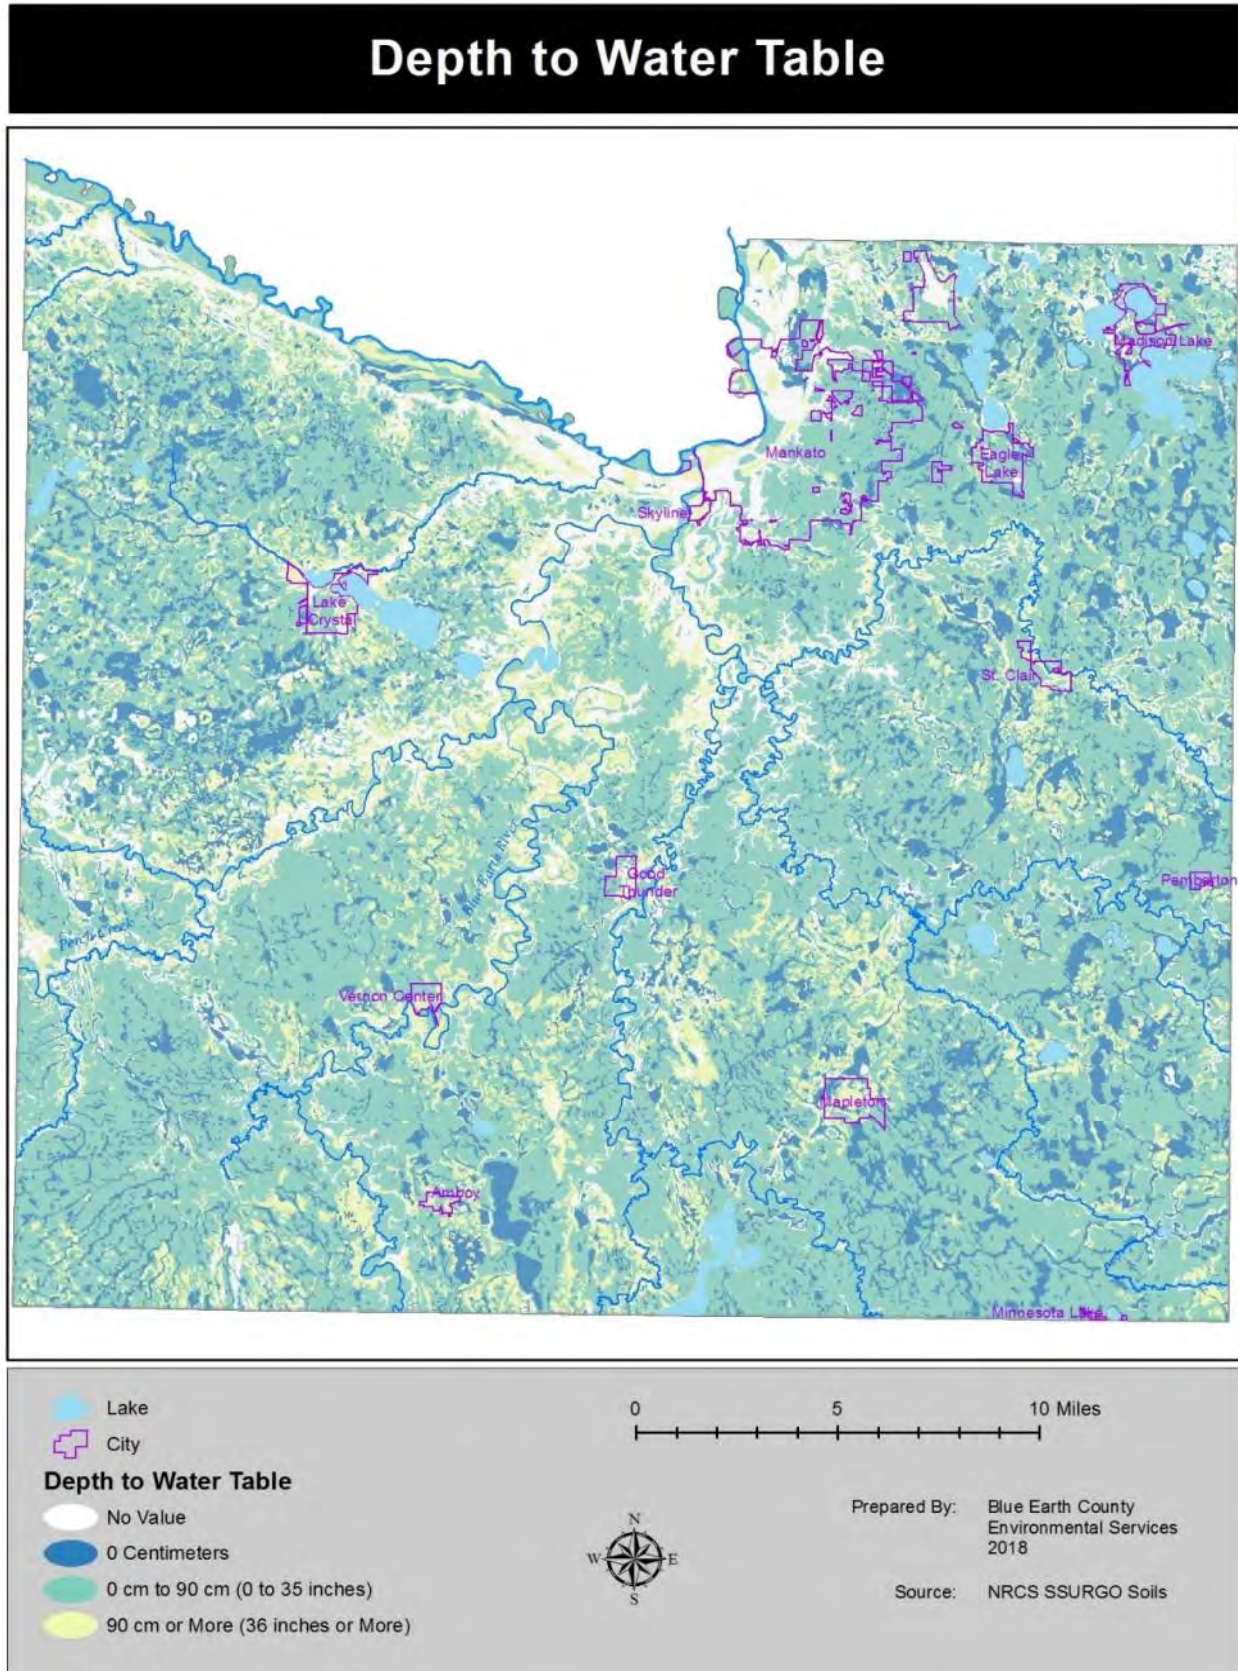 Depth to Water Table
Madison Lake
Mankato
Eagle
Lake
Skyline
Lake
Crystal
St. Clair
Blue Earth River
Good
Thunder
Pemberton
Perch Creek
Vernon Center
Mapleton
Amboy
Minnesota Lake
Lake
City
Depth to Water Table
No Value
0 Centimeters
0 cm to 90 cm (0 to 35 inches)
90 cm or More (36 inches or More)
0 5 10 Miles
N
W E
S
Prepared By: Blue Earth County
Environmental Services
2018
Source: NRCS SSURGO Soils